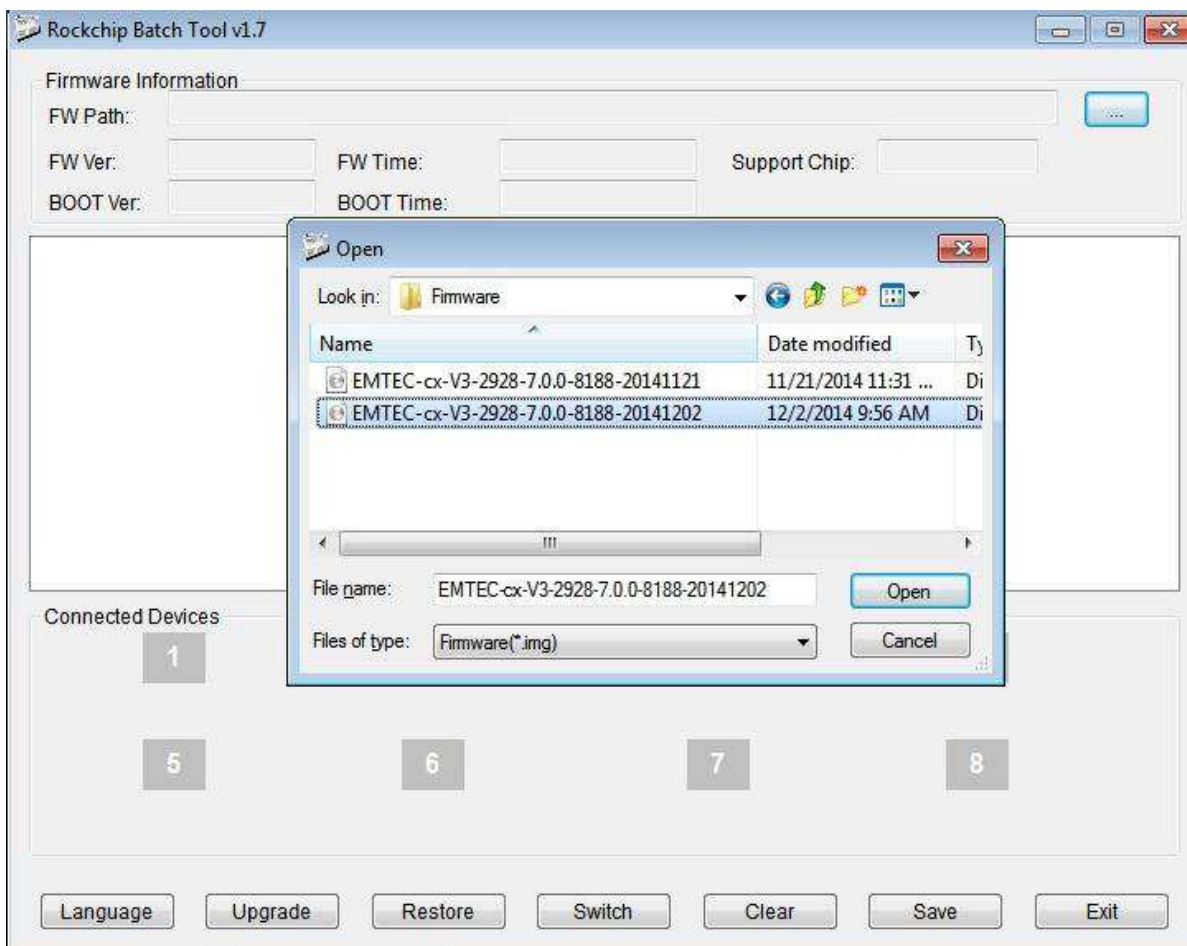 Rockchip Batch Tool v1.7
Firmware Information
FW Path:
...
FW Ver:
FW Time:
Support Chip:
BOOT Ver:
BOOT Time:
Open
Look in: Firmware
Name Date modified Ty
EMTEC-cx-V3-2928-7.0.0-8188-20141121 11/21/2014 11:31 ... Di
EMTEC-cx-V3-2928-7.0.0-8188-20141202 12/2/2014 9:56 AM Di
File name: EMTEC-cx-V3-2928-7.0.0-8188-20141202 Open
Files of type: Firmware(*.img) Cancel
Connected Devices
1
5 6 7 8
Language Upgrade Restore Switch Clear Save Exit